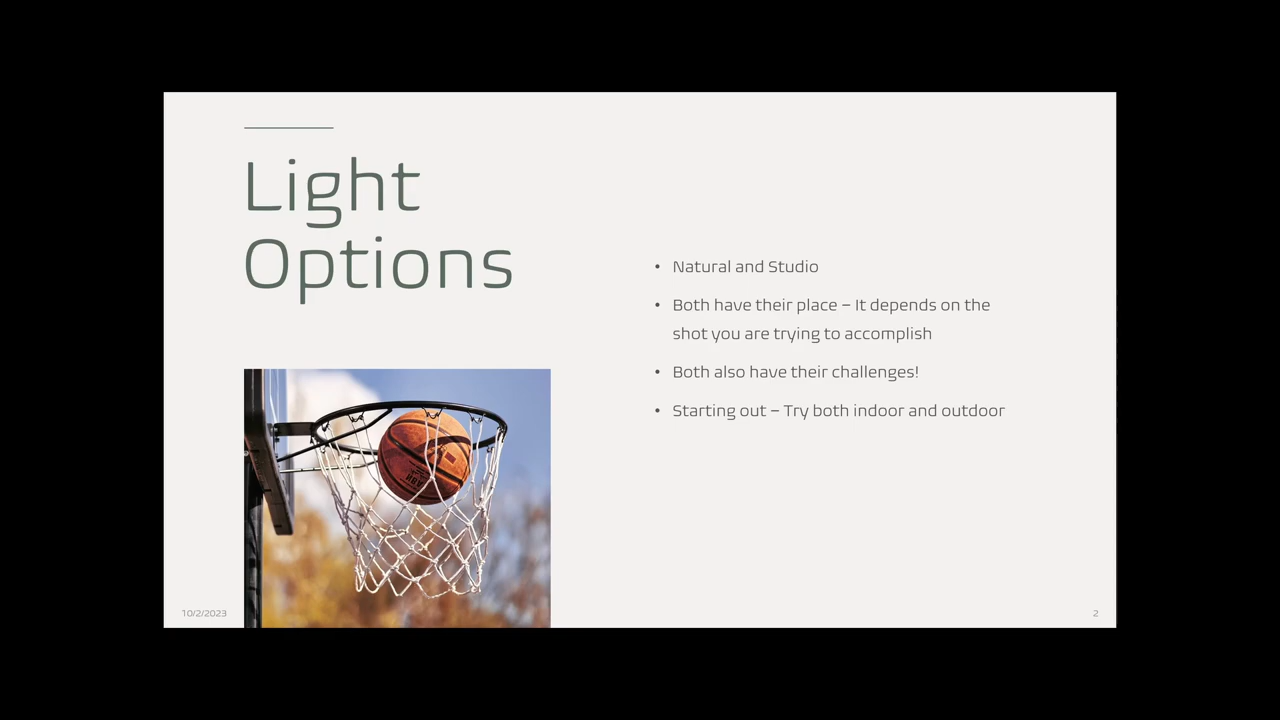 Light
Options
• Natural and Studio
• Both have their place – It depends on the
shot you are trying to accomplish
• Both also have their challenges!
• Starting out – Try both indoor and outdoor
10/2/2023
2